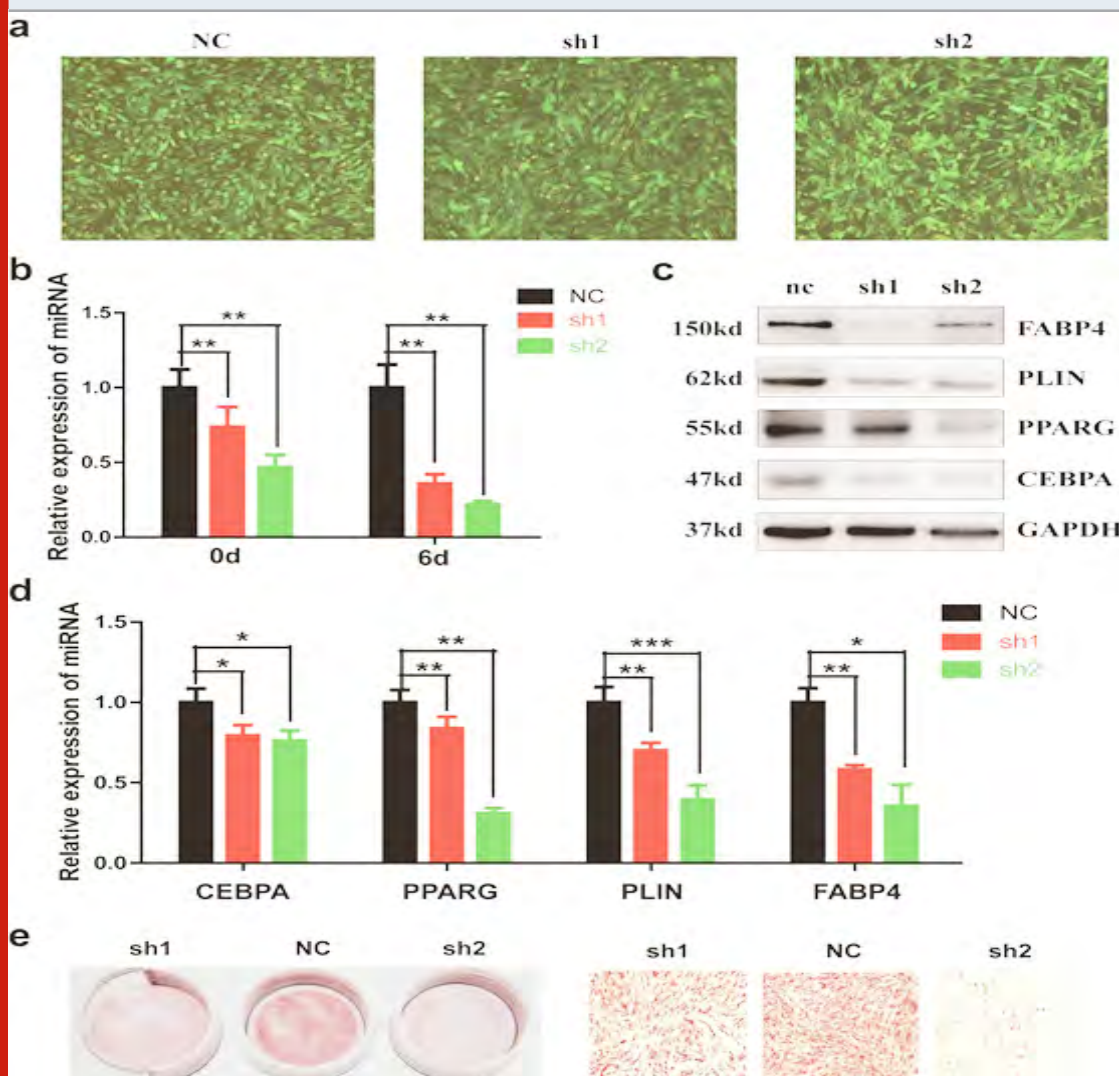 a
NC sh1 sh2
b
Relative expression of miRNA
1.5
1.0
0.5
0.0
** **
** **
0d 6d
NC
sh1
sh2
c
nc sh1 sh2
150kd FABP4
62kd PLIN
55kd PPARG
47kd CEBPA
37kd GAPDH
d
Relative expression of miRNA
1.5
1.0
0.5
0.0
* ** *** *
* ** ** **
CEBPA PPARG PLIN FABP4
NC
sh1
sh2
e
sh1 NC sh2 sh1 NC sh2